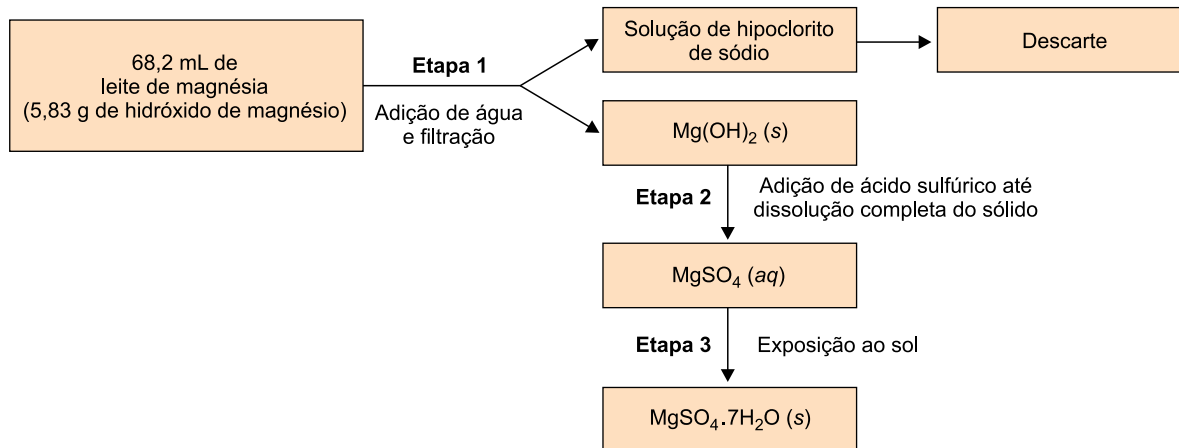 68,2 mL de
leite de magnésia
(5,83 g de hidróxido de magnésio)
Etapa 1
Adição de água
e filtração
Solução de hipoclorito
de sódio
Descarte
Mg(OH)₂ (s)
Etapa 2
Adição de ácido sulfúrico até
dissolução completa do sólido
MgSO₄ (aq)
Etapa 3
Exposição ao sol
MgSO₄.7H₂O (s)